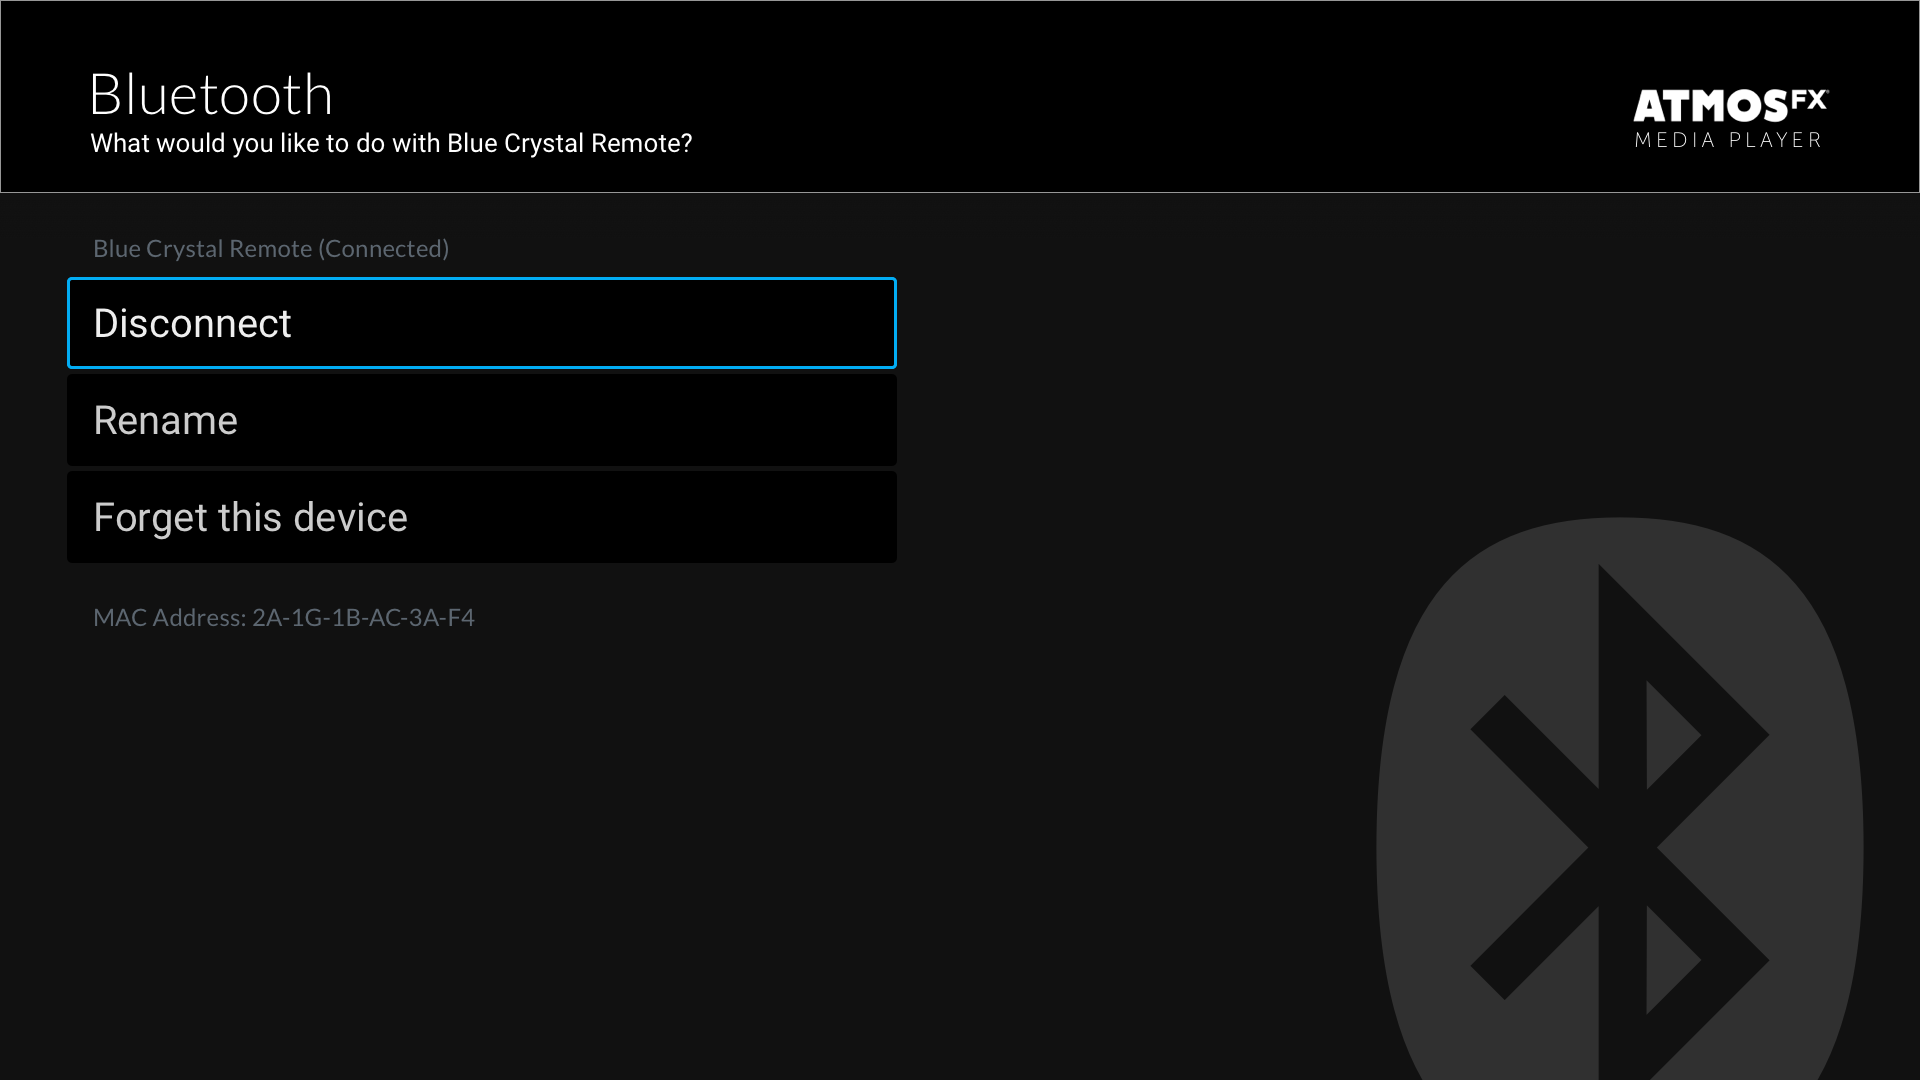 Bluetooth
What would you like to do with Blue Crystal Remote?
ATMOSFX®
MEDIA PLAYER
Blue Crystal Remote (Connected)
Disconnect
Rename
Forget this device
MAC Address: 2A-1G-1B-AC-3A-F4